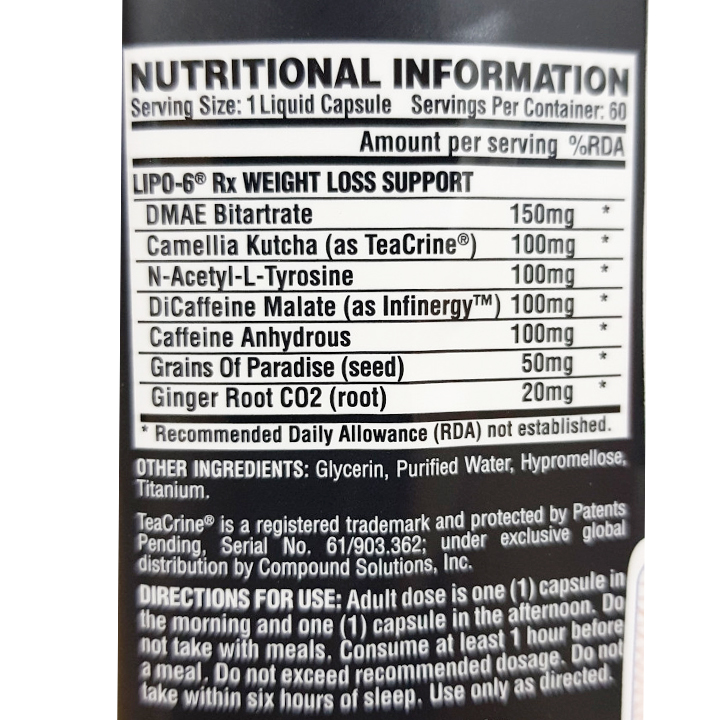 NUTRITIONAL INFORMATION
Serving Size: 1 Liquid Capsule Servings Per Container: 60
Amount per serving %RDA
LIPO-6® Rx WEIGHT LOSS SUPPORT
DMAE Bitartrate 150mg *
Camellia Kutcha (as TeaCrine®) 100mg *
N-Acetyl-L-Tyrosine 100mg *
DiCaffeine Malate (as Infinergy™) 100mg *
Caffeine Anhydrous 100mg *
Grains Of Paradise (seed) 50mg *
Ginger Root CO2 (root) 20mg *
* Recommended Daily Allowance (RDA) not established.
OTHER INGREDIENTS: Glycerin, Purified Water, Hypromellose,
Titanium.
TeaCrine® is a registered trademark and protected by Patents
Pending, Serial No. 61/903.362; under exclusive global
distribution by Compound Solutions, Inc.
DIRECTIONS FOR USE: Adult dose is one (1) capsule in
the morning and one (1) capsule in the afternoon. Do
not take with meals. Consume at least 1 hour before
a meal. Do not exceed recommended dosage. Do not
take within six hours of sleep. Use only as directed.